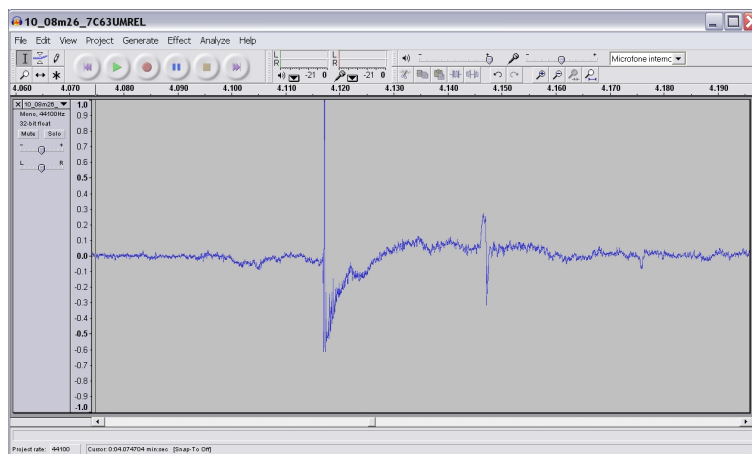 10_08m26_7C63UMREL
File Edit View Project Generate Effect Analyze Help
L
R
-21 0
L
R
-21 0
- +
- +
Microfone internc
4.060 4.070 4.080 4.090 4.100 4.110 4.120 4.130 4.140 4.150 4.160 4.170 4.180 4.190
X 10_08m26_
Mono, 44100Hz
32-bit float
Mute Solo
- +
L R
1.0
0.9
0.8
0.7
0.6
0.5
0.4
0.3
0.2
0.1
0.0
-0.1
-0.2
-0.3
-0.4
-0.5
-0.6
-0.7
-0.8
-0.9
-1.0
Project rate: 44100 Cursor: 0:04.074704 min:sec [Snap-To Off]